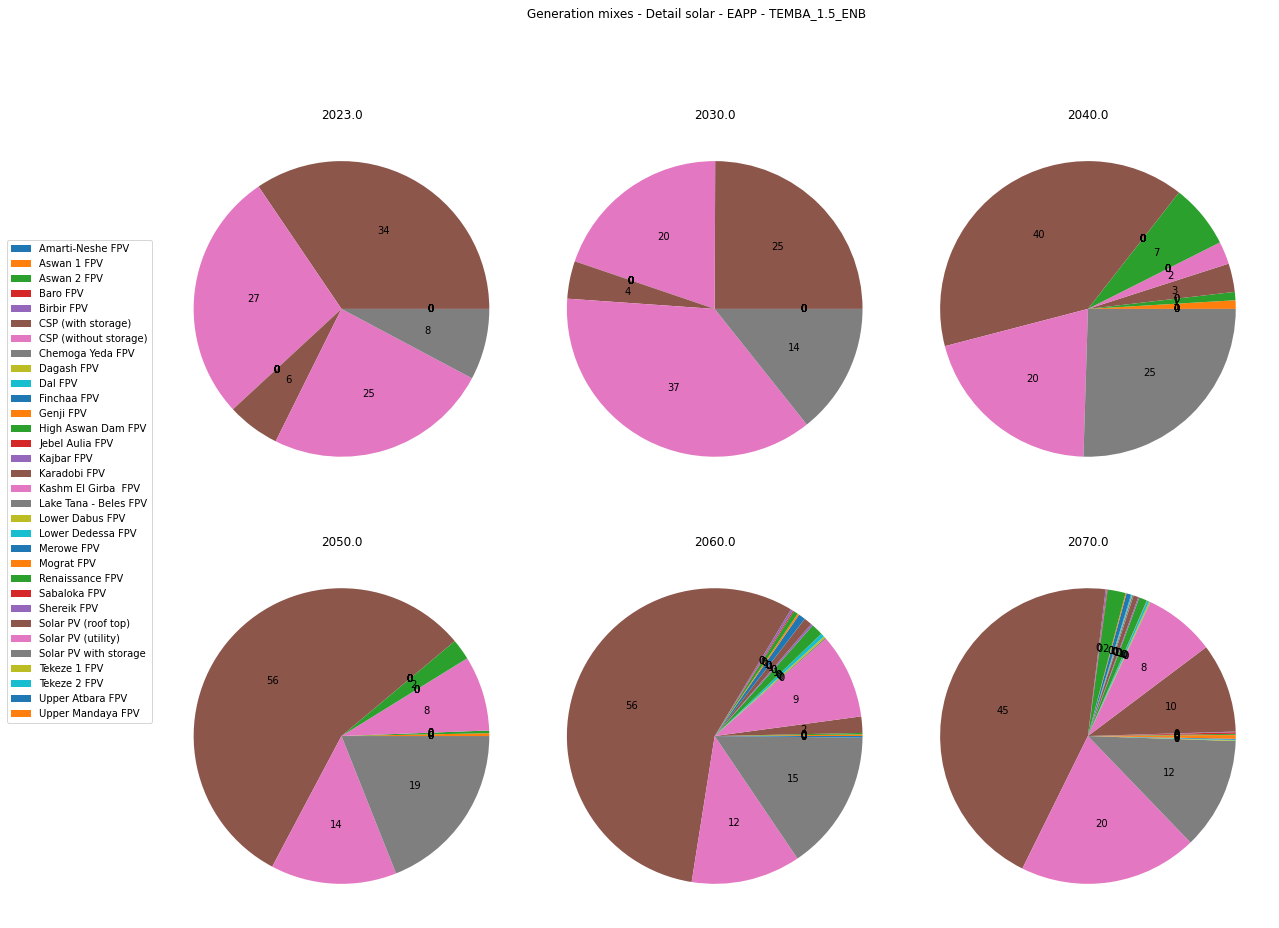 Generation mixes - Detail solar - EAPP - TEMBA_1.5_ENB
2023.0
34
27
0
6
25
8
0
2030.0
25
20
0
4
37
14
0
2040.0
40
0
7
0
2
3
0
0
20
25
Amarti-Neshe FPV
Aswan 1 FPV
Aswan 2 FPV
Baro FPV
Birbir FPV
CSP (with storage)
CSP (without storage)
Chemoga Yeda FPV
Dagash FPV
Dal FPV
Finchaa FPV
Genji FPV
High Aswan Dam FPV
Jebel Aulia FPV
Kajbar FPV
Karadobi FPV
Kashm El Girba  FPV
Lake Tana - Beles FPV
Lower Dabus FPV
Lower Dedessa FPV
Merowe FPV
Mograt FPV
Renaissance FPV
Sabaloka FPV
Shereik FPV
Solar PV (roof top)
Solar PV (utility)
Solar PV with storage
Tekeze 1 FPV
Tekeze 2 FPV
Upper Atbara FPV
Upper Mandaya FPV
2050.0
56
0
2
0
8
0
0
14
19
2060.0
56
0
9
2
0
12
15
2070.0
45
0
2
0
8
10
0
20
12